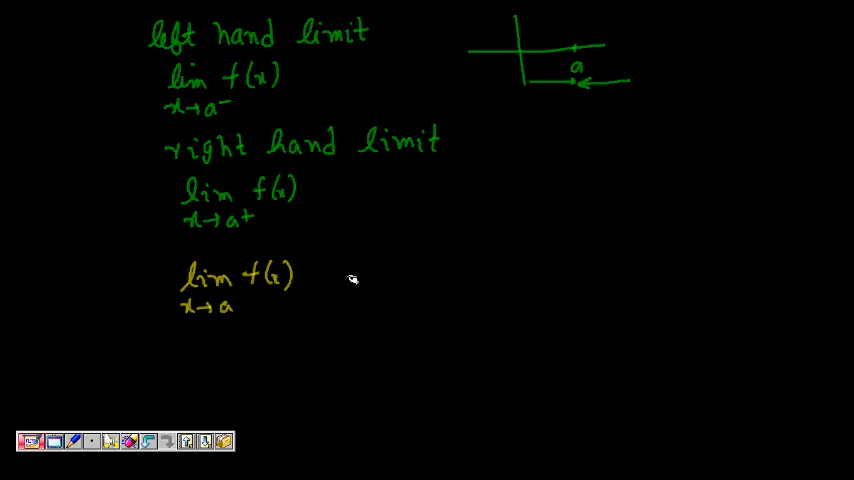 left hand limit
lim f(x)
x→a-
right hand limit
lim f(x)
x→a+
lim f(x)
x→a
a